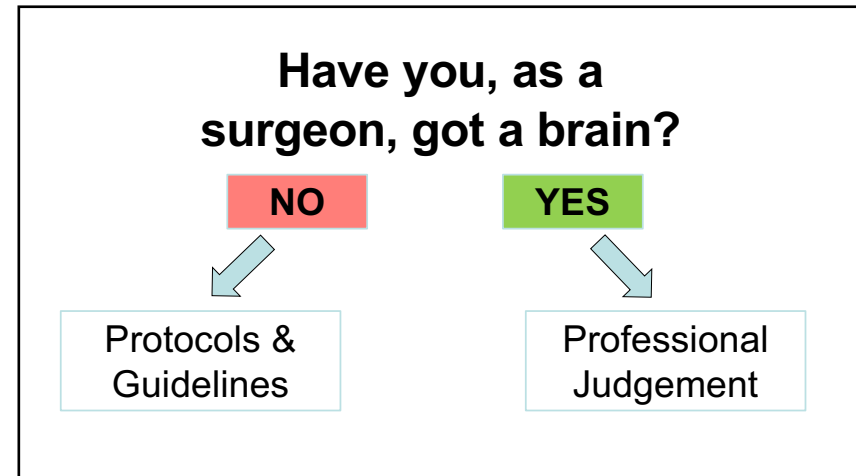 Have you, as a
surgeon, got a brain?
NO
YES
Protocols &
Guidelines
Professional
Judgement